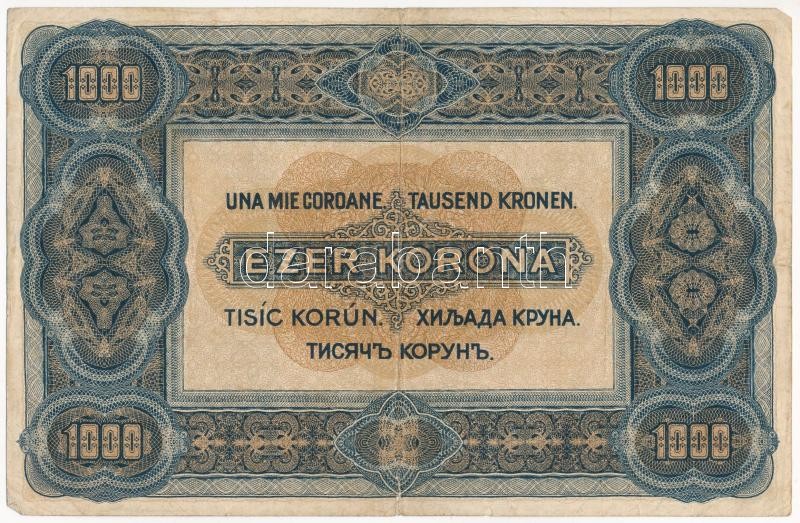 1000 1000
UNA MIE COROANE. TAUSEND KRONEN.
EZER KORONA
TISÍC KORÚN. ХИЉАДА КРУНА.
ТИСЯЧЪ КОРУНЪ.
1000 1000